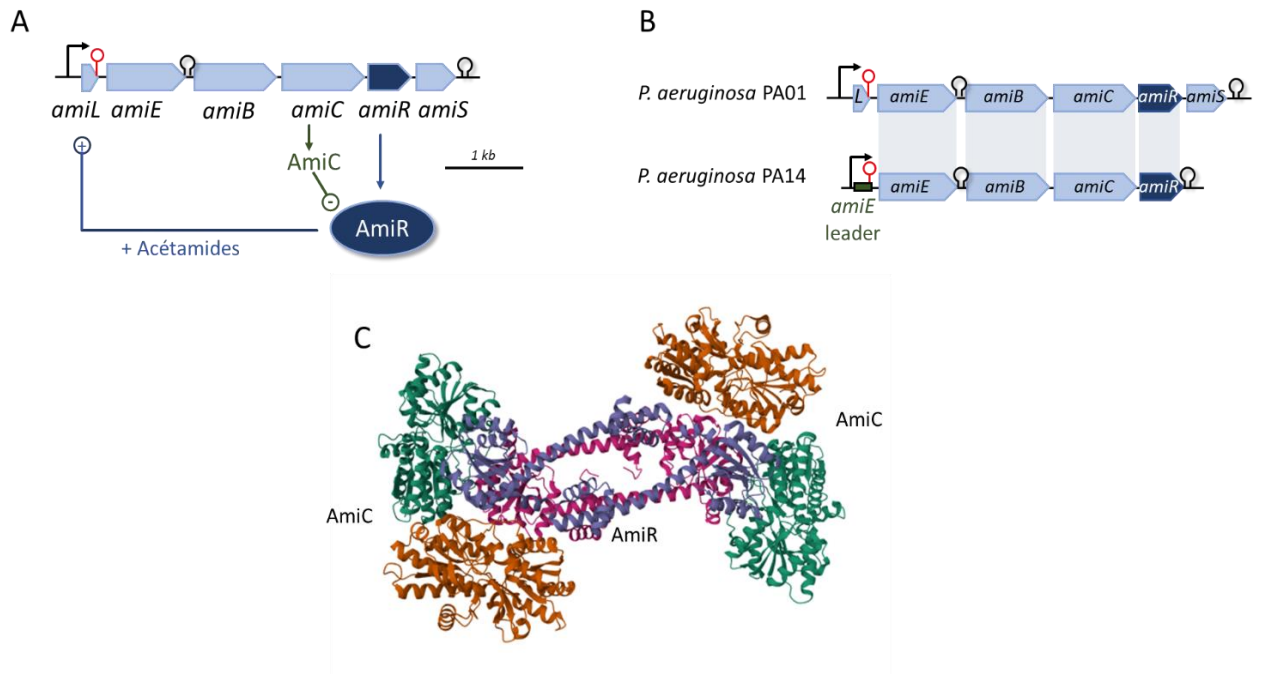 A
amiL amiE amiB amiC amiR amiS
AmiC
1 kb
AmiR
+ Acétamides
B
P. aeruginosa PA01
L amiE amiB amiC amiR amiS
P. aeruginosa PA14
amiE amiB amiC amiR
amiE
leader
C
AmiC
AmiC
AmiR